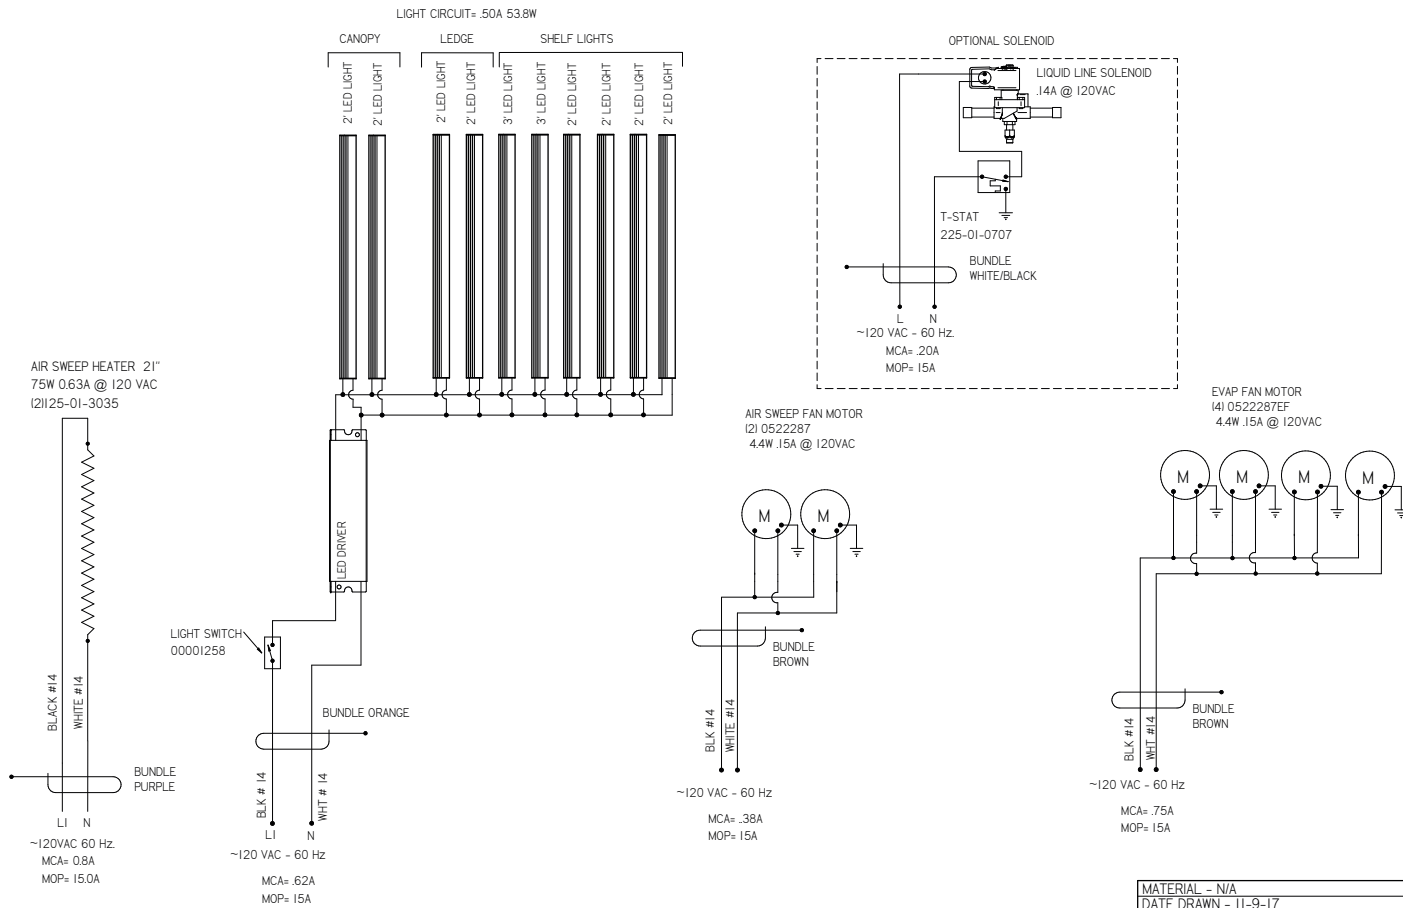 LIGHT CIRCUIT= .50A 53.8W
CANOPY
LEDGE
SHELF LIGHTS
2' LED LIGHT
2' LED LIGHT
2' LED LIGHT
2' LED LIGHT
3' LED LIGHT
3' LED LIGHT
2' LED LIGHT
2' LED LIGHT
2' LED LIGHT
2' LED LIGHT
OPTIONAL SOLENOID
LIQUID LINE SOLENOID
.14A @ 120VAC
T-STAT
225-01-0707
BUNDLE
WHITE/BLACK
L N
~120 VAC - 60 Hz.
MCA= .20A
MOP= 15A
AIR SWEEP HEATER 21"
75W 0.63A @ 120 VAC
(2)125-01-3035
BLACK #14
WHITE #14
BUNDLE
PURPLE
L1 N
~120VAC 60 Hz.
MCA= 0.8A
MOP= 15.0A
LED DRIVER
LIGHT SWITCH
00001258
BUNDLE ORANGE
BLK # 14
WHT # 14
L1 N
~120 VAC - 60 Hz
MCA= .62A
MOP= 15A
AIR SWEEP FAN MOTOR
(2) 0522287
4.4W .15A @ 120VAC
M M
BUNDLE
BROWN
BLK #14
WHITE #14
~120 VAC - 60 Hz
MCA= .38A
MOP= 15A
EVAP FAN MOTOR
(4) 0522287EF
4.4W .15A @ 120VAC
M M M M
BUNDLE
BROWN
BLK #14
WHT #14
~120 VAC - 60 Hz
MCA= .75A
MOP= 15A
MATERIAL - N/A
DATE DRAWN - 11-9-17